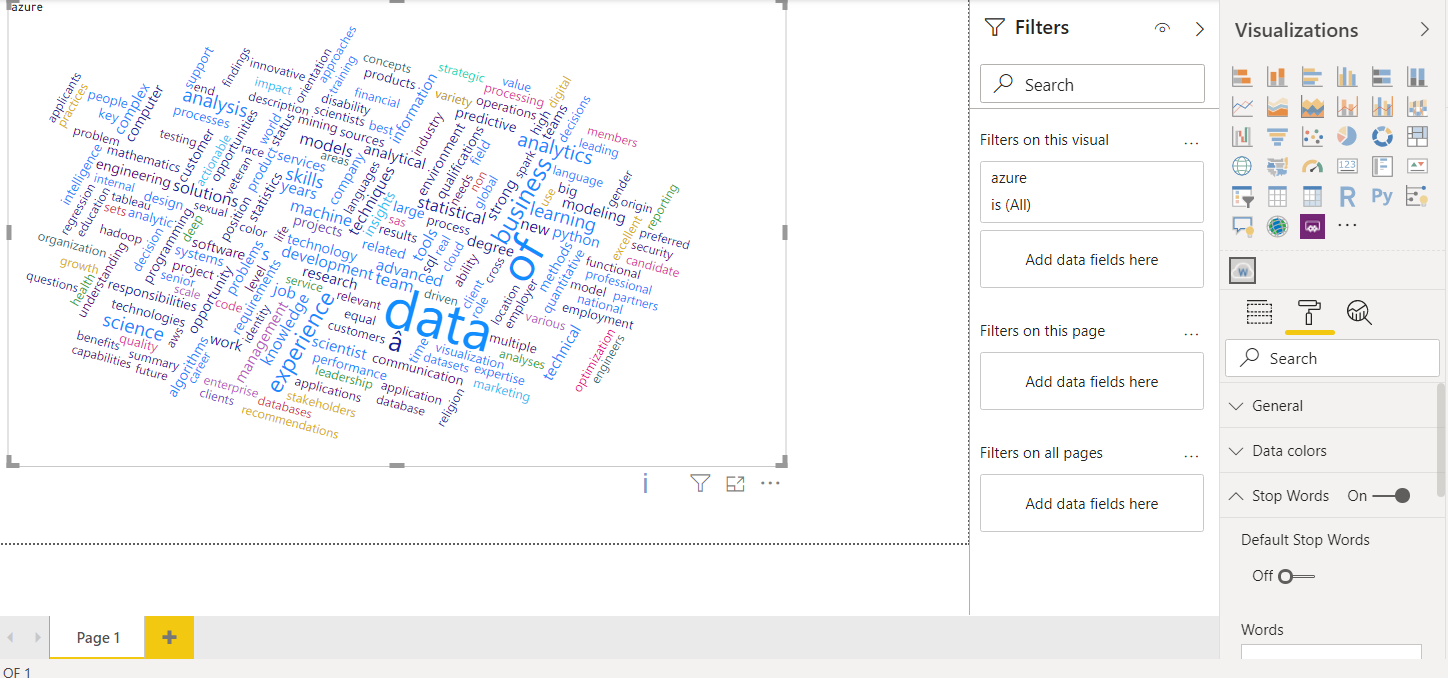 azure
applicants
practices
people
key
complex
computer
support
end
findings
innovative
orientation
approaches
training
concepts
products
strategic
value
processing
digital
analysis
impact
description
disability
financial
information
variety
operations
decisions
processes
opportunities
world
status
scientists
mining
sources
best
industry
predictive
high
teams
members
problem
testing
customer
actionable
race
product
services
models
areas
analytical
environment
qualifications
field
spark
analytics
leading
mathematics
intelligence
engineering
internal
tableau
solutions
veteran
skills
years
company
languages
techniques
needs
non
global
strong
business
language
big
use
gender
regression
education
sets
design
analytic
sexual
position
statistics
machine
insights
large
sas
statistical
learning
modeling
origin
reporting
organization
hadoop
decision
deep
programming
color
life
projects
results
process
tools
real
degree
new
python
excellent
preferred
security
growth
understanding
software
systems
problems
s
technology
related
sql
cloud
cross
of
methods
quantitative
functional
candidate
questions
health
project
senior
scale
level
development
research
advanced
team
ability
professional
responsibilities
opportunity
requirements
code
job
service
relevant
driven
client
role
location
employer
model
partners
national
technologies
science
quality
aws
work
identity
management
knowledge
experience
equal
customers
data
â
various
employment
benefits
capabilities
summary
future
algorithms
career
scientist
performance
leadership
communication
time
visualization
datasets
expertise
multiple
analyses
technical
optimization
engineers
enterprise
clients
databases
recommendations
stakeholders
applications
application
database
religion
marketing
Filters
Search
Filters on this visual
...
azure
is (All)
Add data fields here
Filters on this page
...
Add data fields here
Filters on all pages
...
Add data fields here
Visualizations
123
R
Py
...
W
Search
General
Data colors
Stop Words On
Default Stop Words
Off
Words
Page 1
OF 1